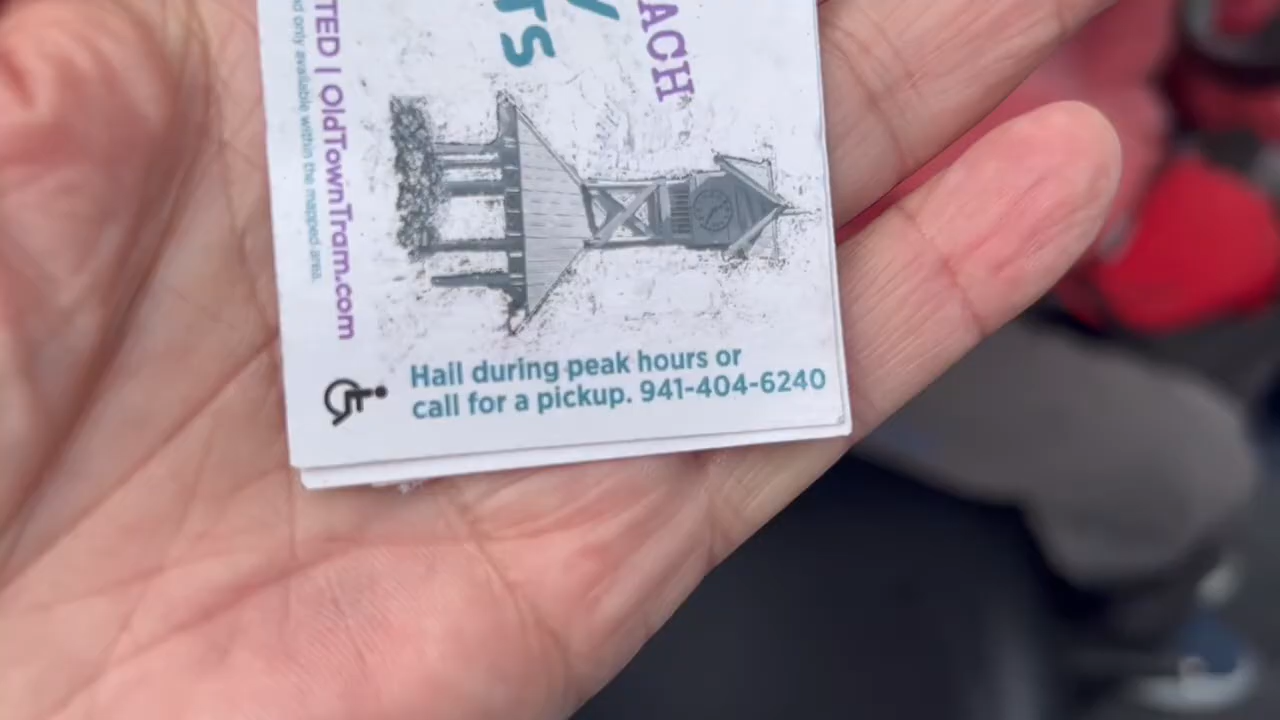 ACH
TS
TED | OldTownTram.com
only available within the mapped area.
Hail during peak hours or
call for a pickup. 941-404-6240